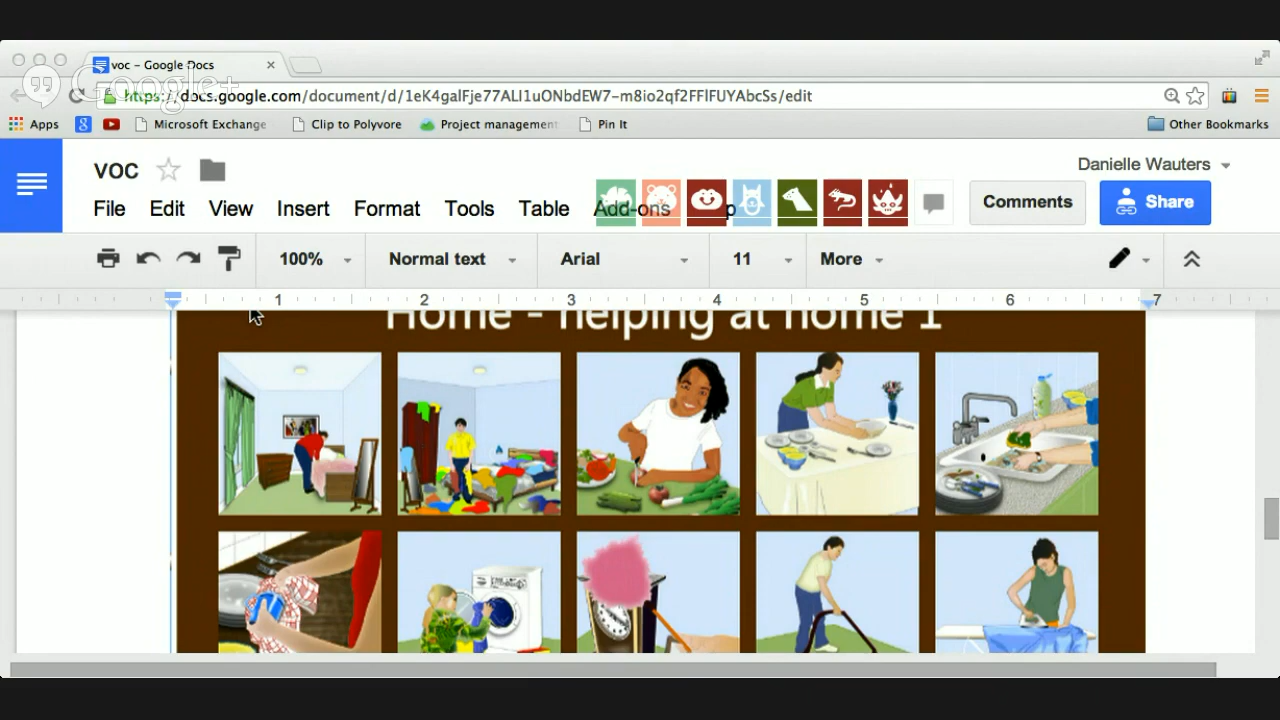 voc – Google Docs
Google+
https://docs.google.com/document/d/1eK4galFje77ALI1uONbdEW7-m8io2qf2FFlFUYAbcSs/edit
Apps Microsoft Exchange Clip to Polyvore Project management Pin It Other Bookmarks
VOC
Danielle Wauters
File Edit View Insert Format Tools Table Add-ons
Comments
Share
100% Normal text Arial 11 More
1 2 3 4 5 6 7
Home - helping at home 1